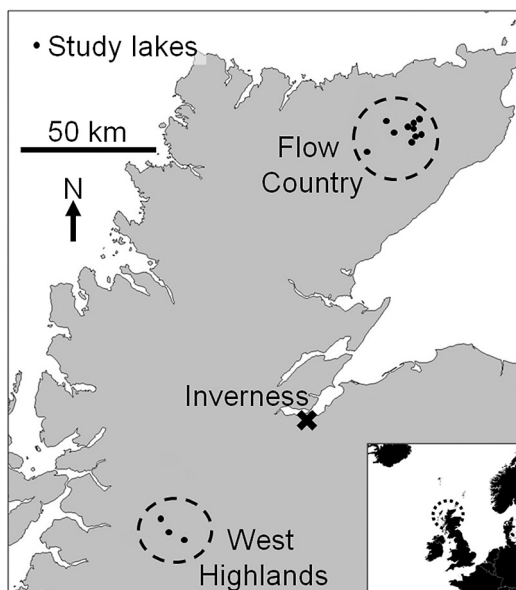 Study lakes
50 km
N
Flow
Country
Inverness
West
Highlands